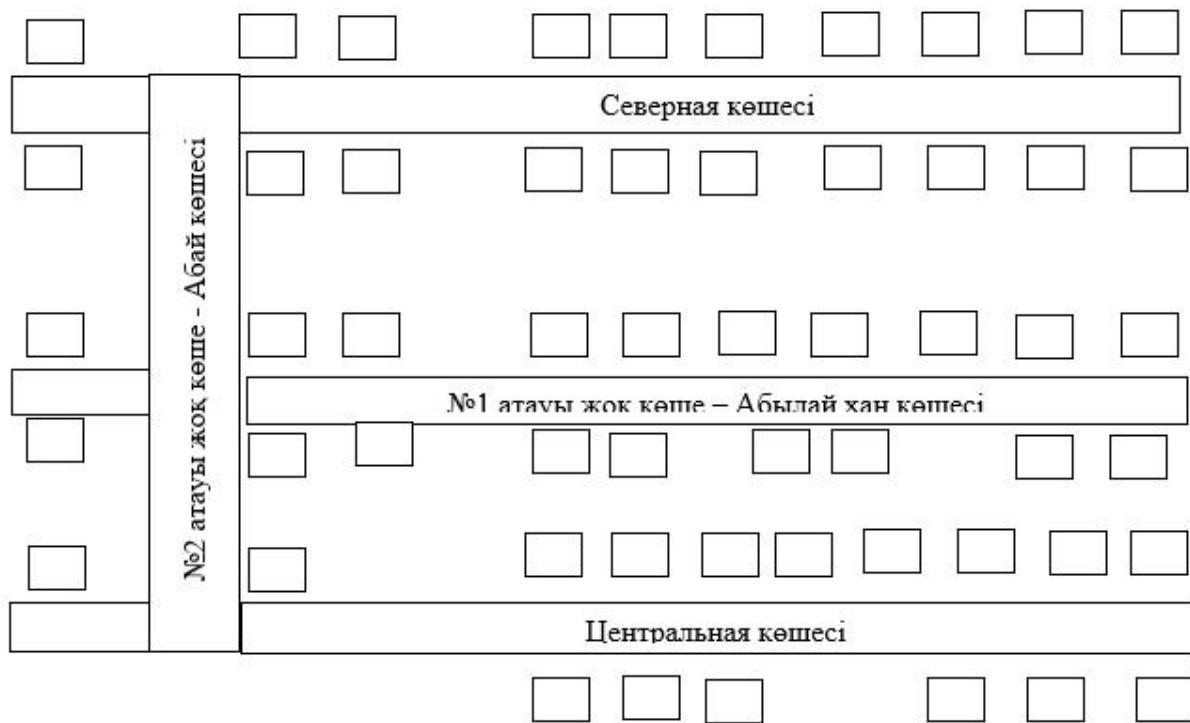 Северная көшесі
№2 атауы жоқ көше - Абай көшесі
№1 атауы жоқ көше – Абылай хан көшесі
Центральная көшесі